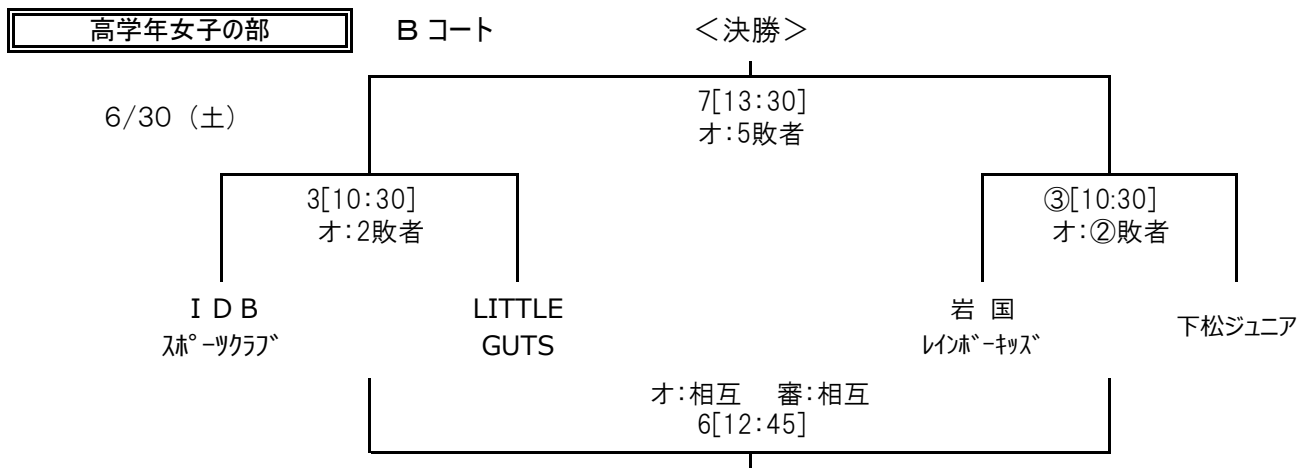 高学年女子の部 B コート <決勝>
6/30（土）
7[13:30]
オ:5敗者
3[10:30]
オ:2敗者
③[10:30]
オ:②敗者
ＩＤＢ
ｽﾎﾟｰﾂｸﾗﾌﾞ
LITTLE
GUTS
岩 国
ﾚｲﾝﾎﾞｰｷｯｽﾞ
下松ジュニア
オ:相互 審:相互
6[12:45]